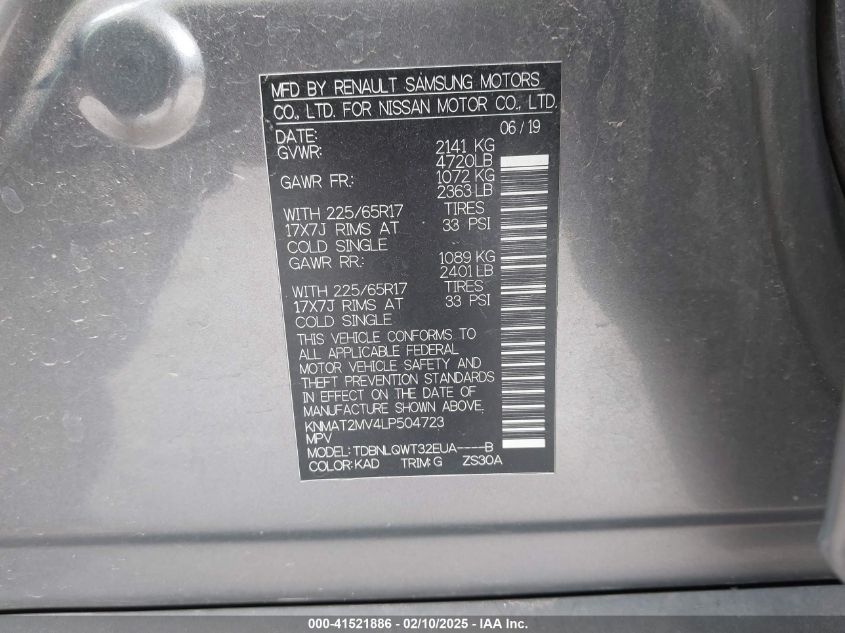 MFD BY RENAULT SAMSUNG MOTORS
CO., LTD. FOR NISSAN MOTOR CO., LTD.
DATE: 06/19
GVWR: 2141 KG
4720LB
GAWR FR: 1072 KG
2363 LB
WITH 225/65R17 TIRES
17X7J RIMS AT 33 PSI
COLD SINGLE
GAWR RR: 1089 KG
2401 LB
WITH 225/65R17 TIRES
17X7J RIMS AT 33 PSI
COLD SINGLE
THIS VEHICLE CONFORMS TO
ALL APPLICABLE FEDERAL
MOTOR VEHICLE SAFETY AND
THEFT PREVENTION STANDARDS
IN EFFECT ON THE DATE OF
MANUFACTURE SHOWN ABOVE.
KNMAT2MV4LP504723
MPV
MODEL: TDBNLQWT32EUA----B
COLOR: KAD TRIM: G ZS30A
000-41521886 - 02/10/2025 - IAA Inc.